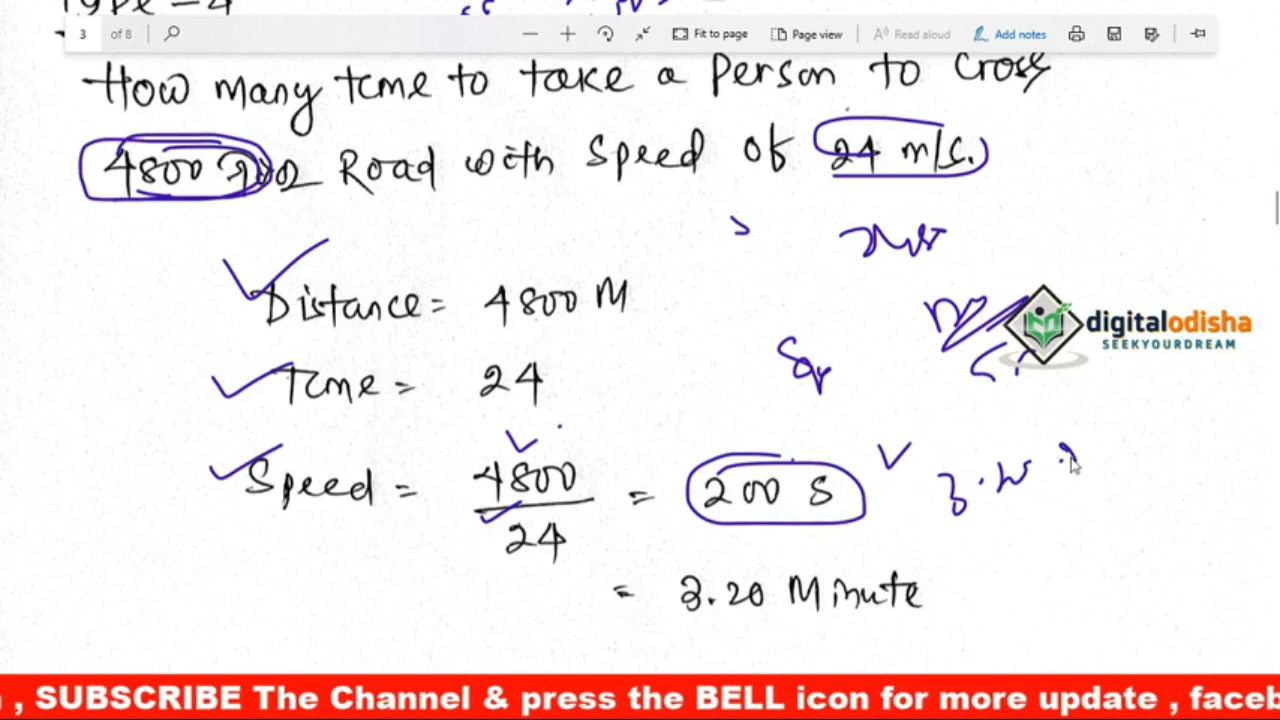 Type - 4
3 of 8 Fit to page Page view Read aloud Add notes
How many time to take a Person to Cross
4800 Road with Speed of 24 m/s.
Distance = 4800 M
digitalodisha
SEEKYOURDREAM
Time = 24
Speed = 4800 / 24 = 200 S
= 3.20 Minute
, SUBSCRIBE The Channel & press the BELL icon for more update , faceb